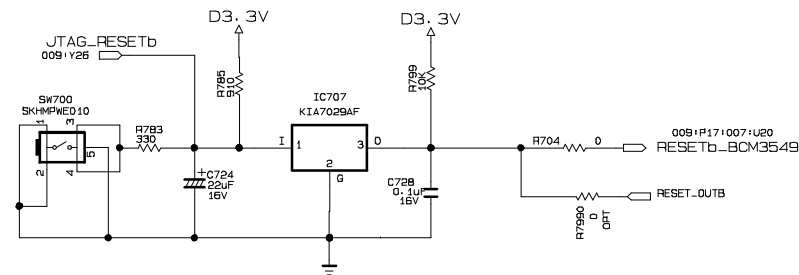 D3.3V
D3.3V
JTAG_RESETb
009:Y26
R785
910
R799
10K
IC707
KIA7029AF
SW700
SKHMPWE010
1
3
5
2
4
R783
330
I
1
3
O
2
G
R704
0
009:P17;007:U20
RESETb_BCM3549
+
C724
22uF
16V
C728
0.1uF
16V
R7990
0
OPT
RESET_OUTB